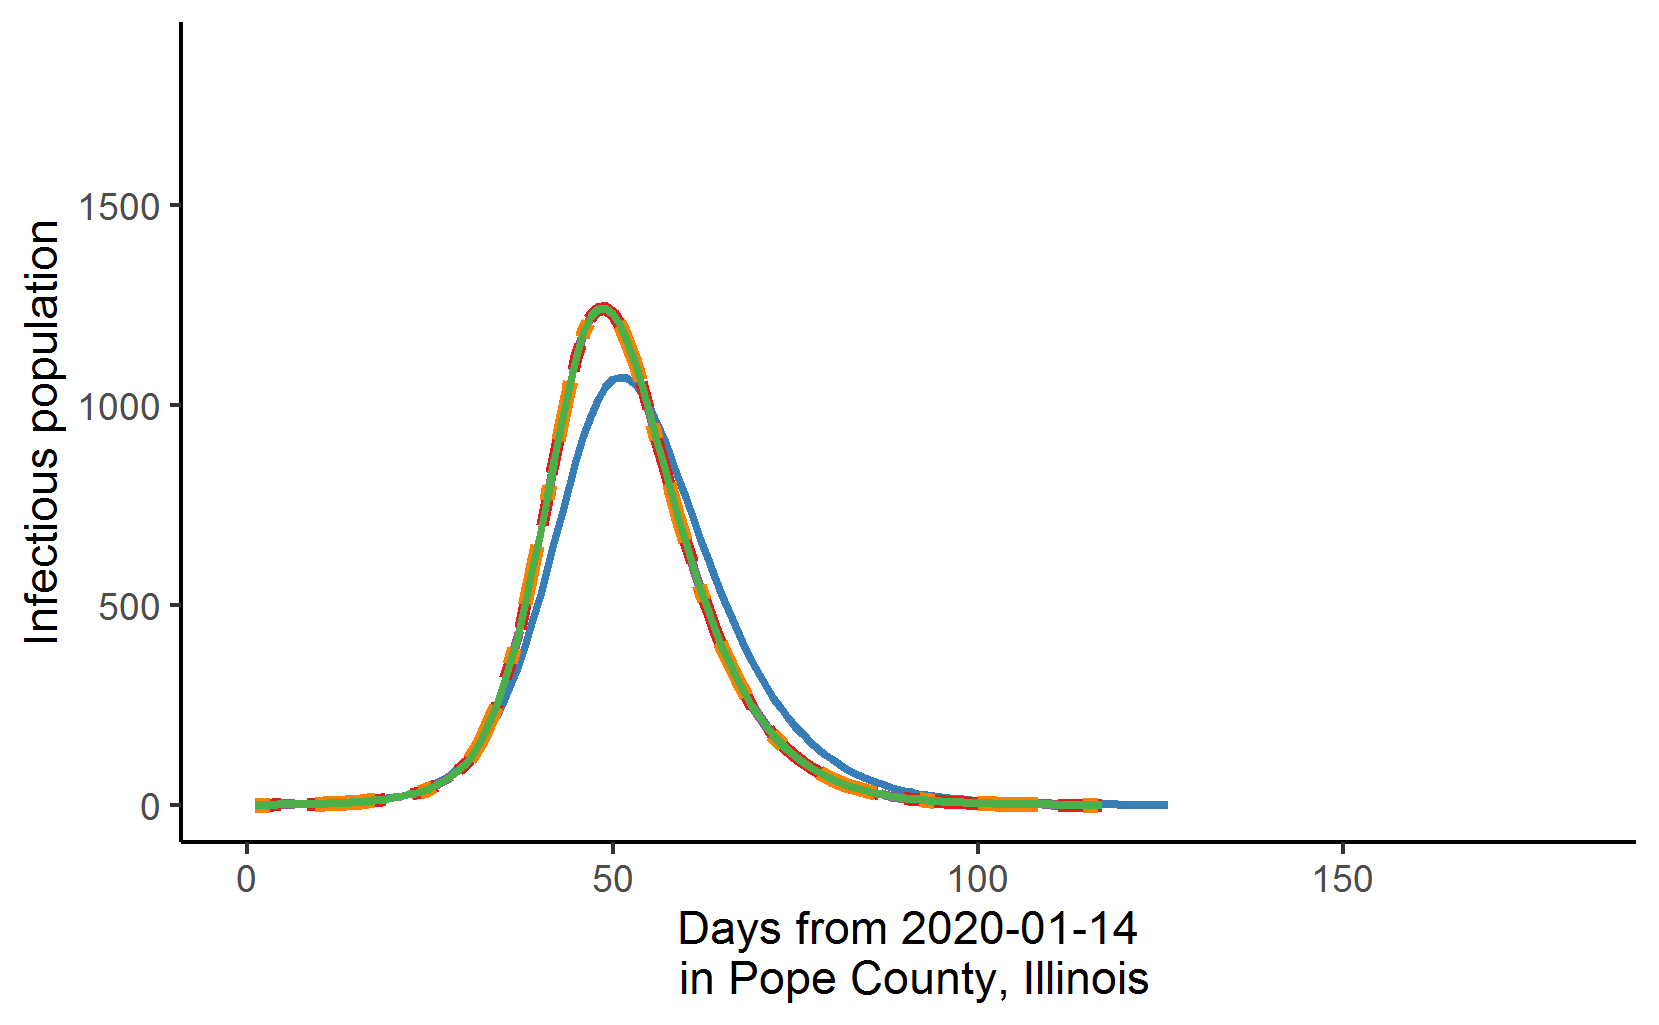 Infectious population
1500
1000
500
0
0 50 100 150
Days from 2020-01-14
in Pope County, Illinois